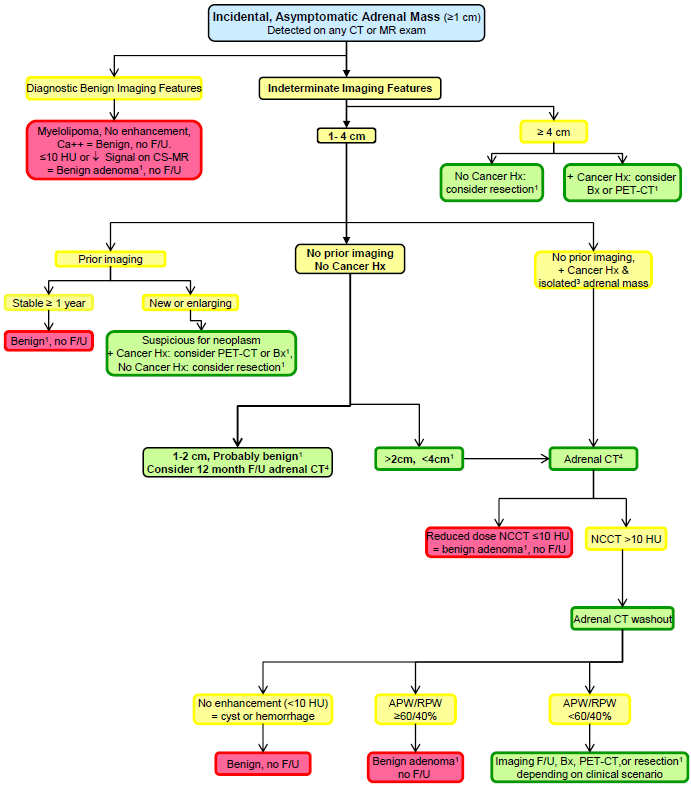 Incidental, Asymptomatic Adrenal Mass (≥1 cm)
Detected on any CT or MR exam
Diagnostic Benign Imaging Features
Indeterminate Imaging Features
Myelolipoma, No enhancement,
Ca++ = Benign, no F/U.
≤10 HU or ↓ Signal on CS-MR
= Benign adenoma¹, no F/U
1- 4 cm
≥ 4 cm
No Cancer Hx:
consider resection¹
+ Cancer Hx: consider
Bx or PET-CT¹
Prior imaging
No prior imaging
No Cancer Hx
No prior imaging,
+ Cancer Hx &
isolated³ adrenal mass
Stable ≥ 1 year
New or enlarging
Benign¹, no F/U
Suspicious for neoplasm
+ Cancer Hx: consider PET-CT or Bx¹,
No Cancer Hx: consider resection¹
1-2 cm, Probably benign¹
Consider 12 month F/U adrenal CT⁴
>2cm, <4cm¹
Adrenal CT⁴
Reduced dose NCCT ≤10 HU
= benign adenoma¹, no F/U
NCCT >10 HU
Adrenal CT washout
No enhancement (<10 HU)
= cyst or hemorrhage
APW/RPW
≥60/40%
APW/RPW
<60/40%
Benign, no F/U
Benign adenoma¹
no F/U
Imaging F/U, Bx, PET-CT,or resection¹
depending on clinical scenario